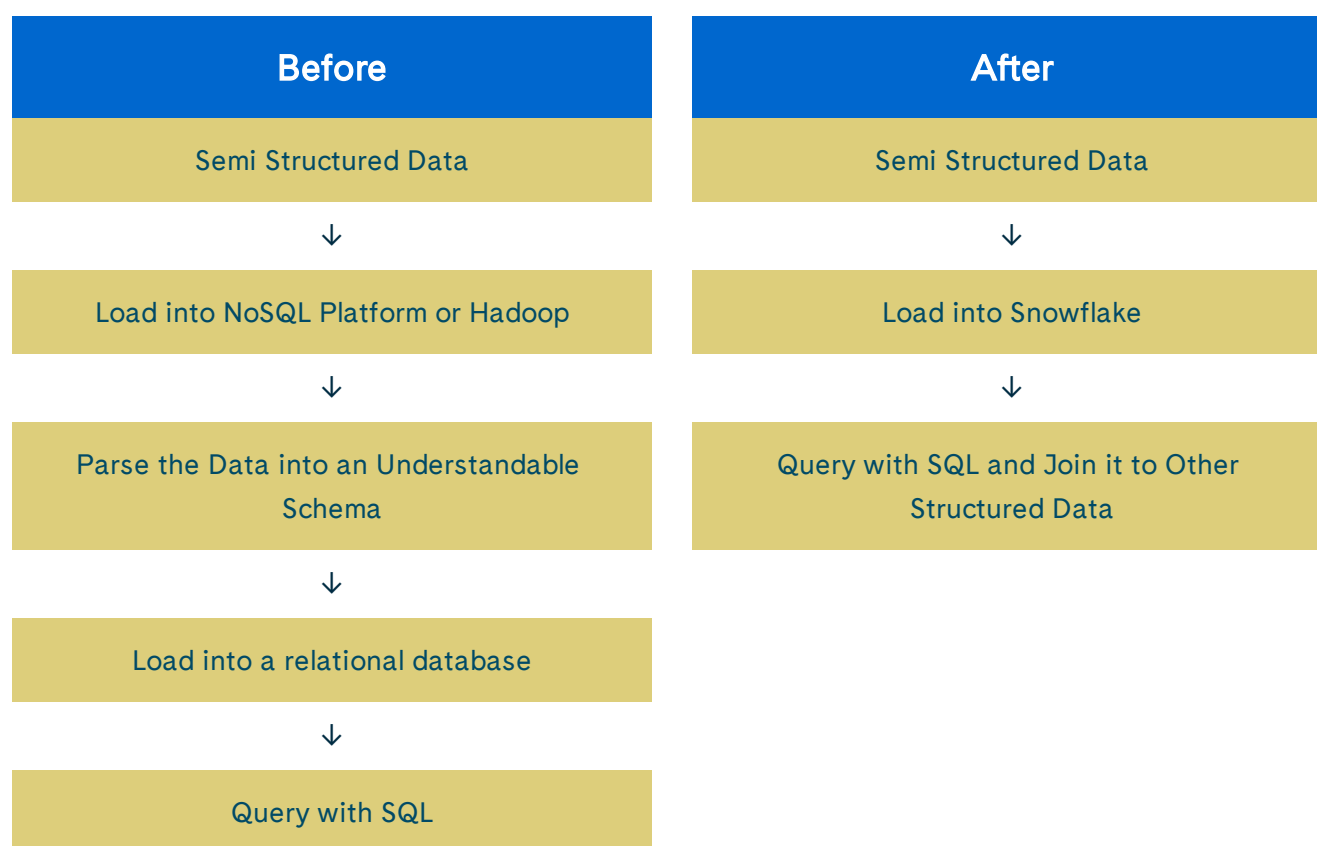 Before
Semi Structured Data
↓
Load into NoSQL Platform or Hadoop
↓
Parse the Data into an Understandable
Schema
↓
Load into a relational database
↓
Query with SQL
After
Semi Structured Data
↓
Load into Snowflake
↓
Query with SQL and Join it to Other
Structured Data